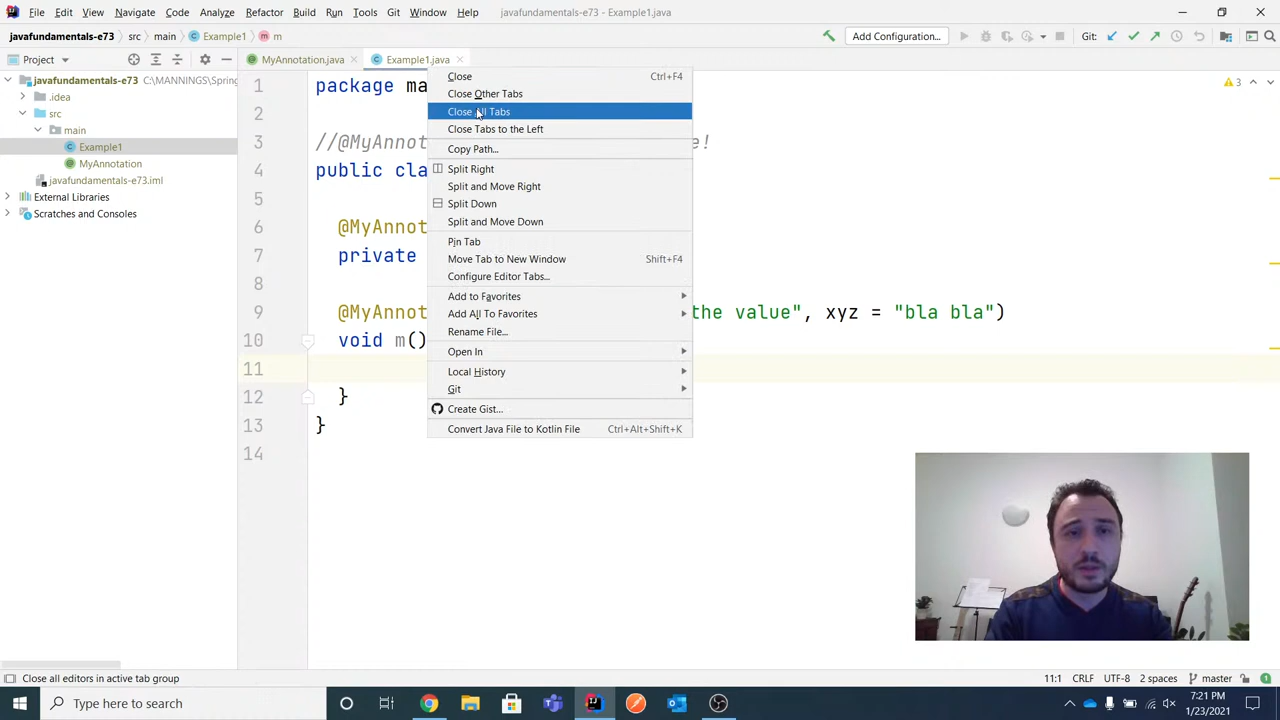 File Edit View Navigate Code Analyze Refactor Build Run Tools Git Window Help javafundamentals-e73 - Example1.java
javafundamentals-e73 src main Example1 m Add Configuration... Git:
Project MyAnnotation.java Example1.java
javafundamentals-e73 C:\MANNINGS\Spring
.idea
src
main
Example1
MyAnnotation
javafundamentals-e73.iml
External Libraries
Scratches and Consoles
1 package ma
2
3 //@MyAnnot !
4 public cla
5
6 @MyAnnot
7 private
8
9 @MyAnnot the value", xyz = "bla bla")
10 void m()
11
12 }
13 }
14
3
Close Ctrl+F4
Close Other Tabs
Close All Tabs
Close Tabs to the Left
Copy Path...
Split Right
Split and Move Right
Split Down
Split and Move Down
Pin Tab
Move Tab to New Window Shift+F4
Configure Editor Tabs...
Add to Favorites
Add All To Favorites
Rename File...
Open In
Local History
Git
Create Gist...
Convert Java File to Kotlin File Ctrl+Alt+Shift+K
Close all editors in active tab group 11:1 CRLF UTF-8 2 spaces master
Type here to search
7:21 PM
1/23/2021